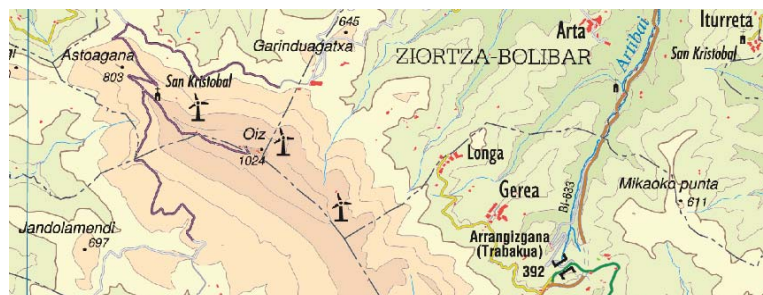 645
Arta
Iturreta
Astoagana
Garinduagatxa
ZIORTZA-BOLIBAR
Artibai
San Kristobal
803
San Kristobal
Oiz
1024
Longa
Gerea
BI-633
Mikaoko punta
611
Jandolamendi
697
Arrangizgana
(Trabakua)
392